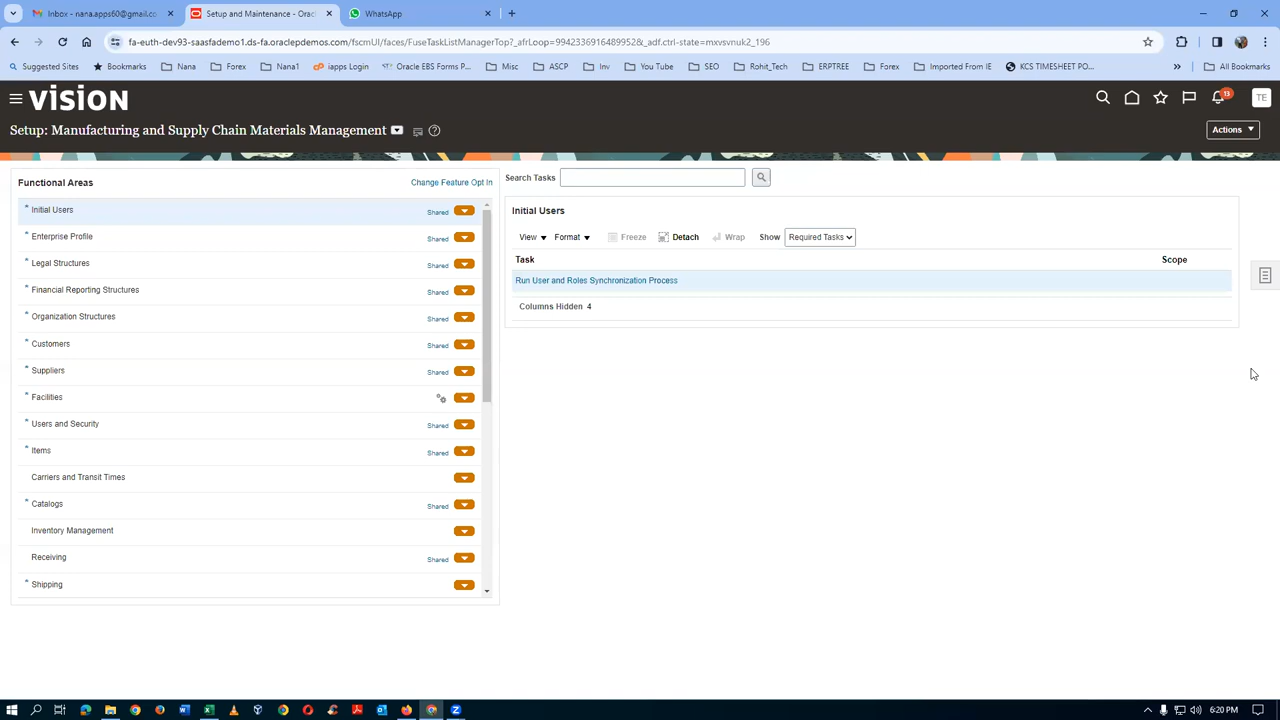 Inbox - nana.apps60@gmail.co
Setup and Maintenance - Oracl
WhatsApp
fa-euth-dev93-saasfademo1.ds-fa.oraclepdemos.com/fscmUI/faces/FuseTaskListManagerTop?_afrLoop=99423369164899528&_adf.ctrl-state=mxvsvnuk2_196
Suggested Sites
Bookmarks
Nana
Forex
Nana1
iapps Login
Oracle EBS Forms P...
Misc
ASCP
Inv
You Tube
SEO
Rohit_Tech
ERPTREE
Forex
Imported From IE
KCS TIMESHEET PO...
»
All Bookmarks
VISION
13
TE
Setup: Manufacturing and Supply Chain Materials Management
Actions
Functional Areas
Change Feature Opt In
* Initial Users Shared
* Enterprise Profile Shared
* Legal Structures Shared
* Financial Reporting Structures Shared
* Organization Structures Shared
* Customers Shared
* Suppliers Shared
* Facilities
* Users and Security Shared
* Items Shared
Carriers and Transit Times
* Catalogs Shared
Inventory Management
Receiving Shared
* Shipping
Search Tasks
Initial Users
View Format Freeze Detach Wrap Show Required Tasks
Task Scope
Run User and Roles Synchronization Process
Columns Hidden 4
6:20 PM